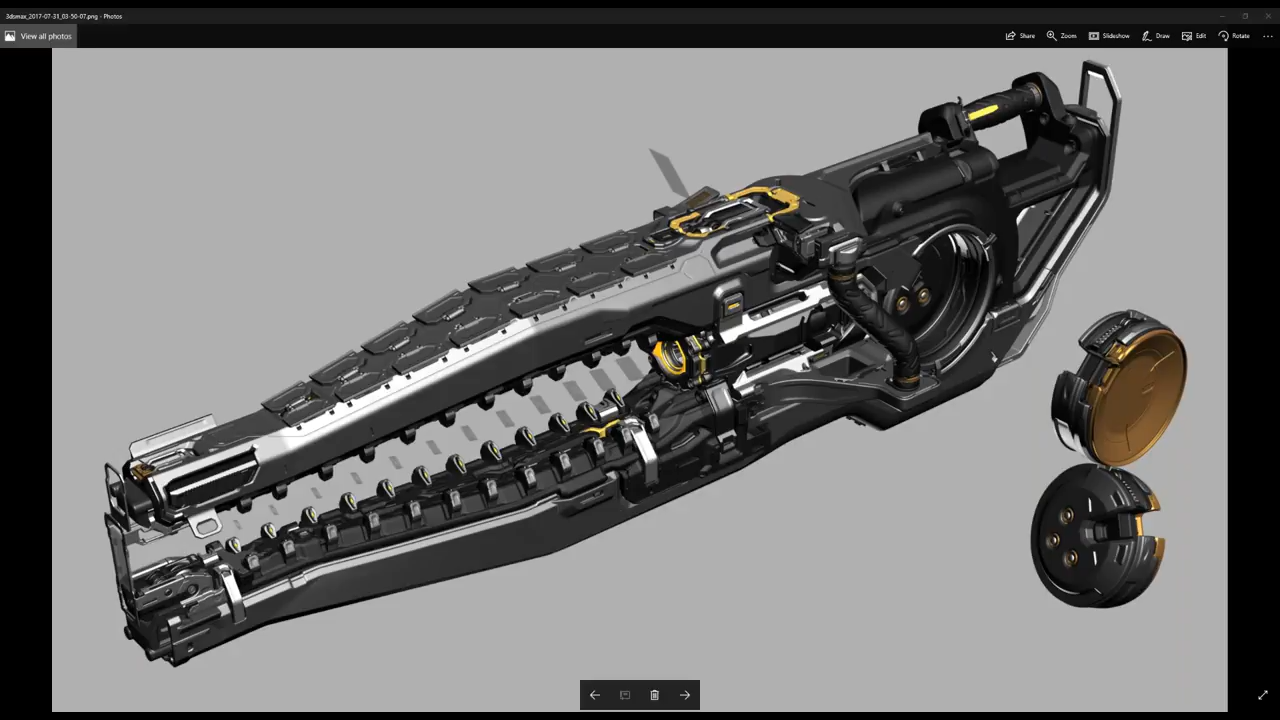 3dsmax_2017-07-31_03-50-07.png - Photos
View all photos
Share
Zoom
Slideshow
Draw
Edit
Rotate